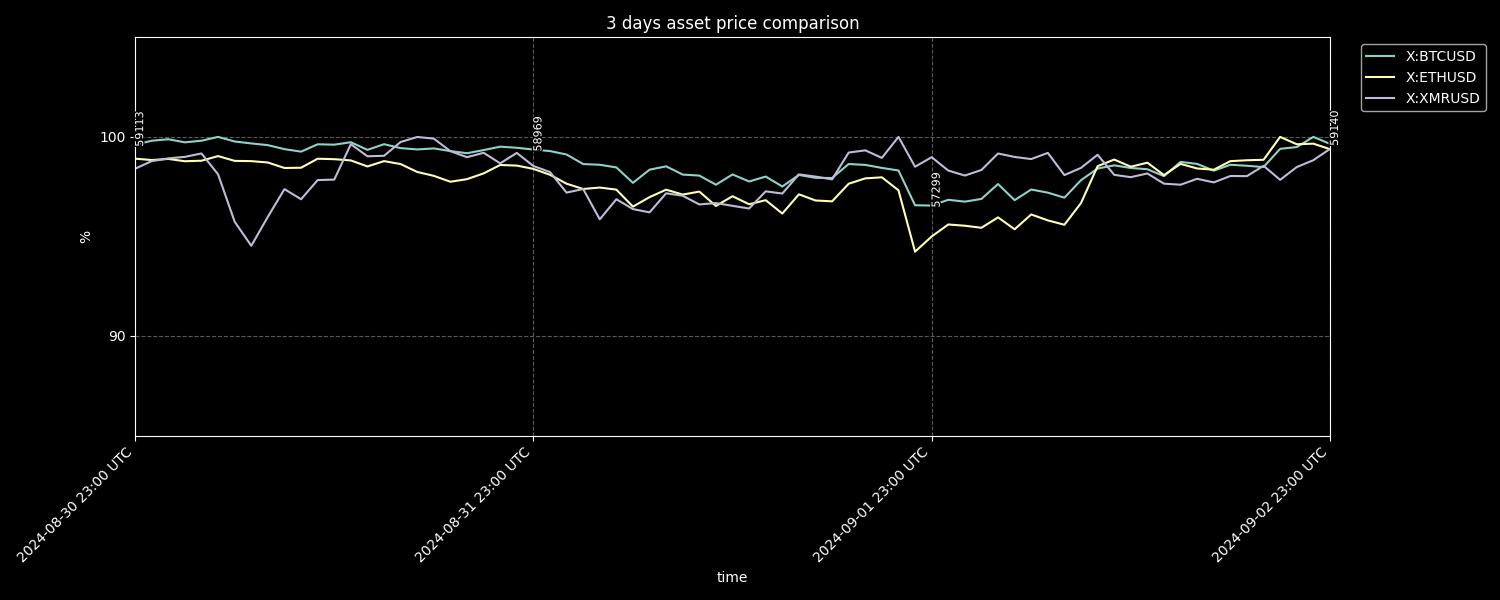 3 days asset price comparison
X:BTCUSD
X:ETHUSD
X:XMRUSD
100
90
%
59113
58969
57299
59140
2024-08-30 23:00 UTC
2024-08-31 23:00 UTC
2024-09-01 23:00 UTC
2024-09-02 23:00 UTC
time